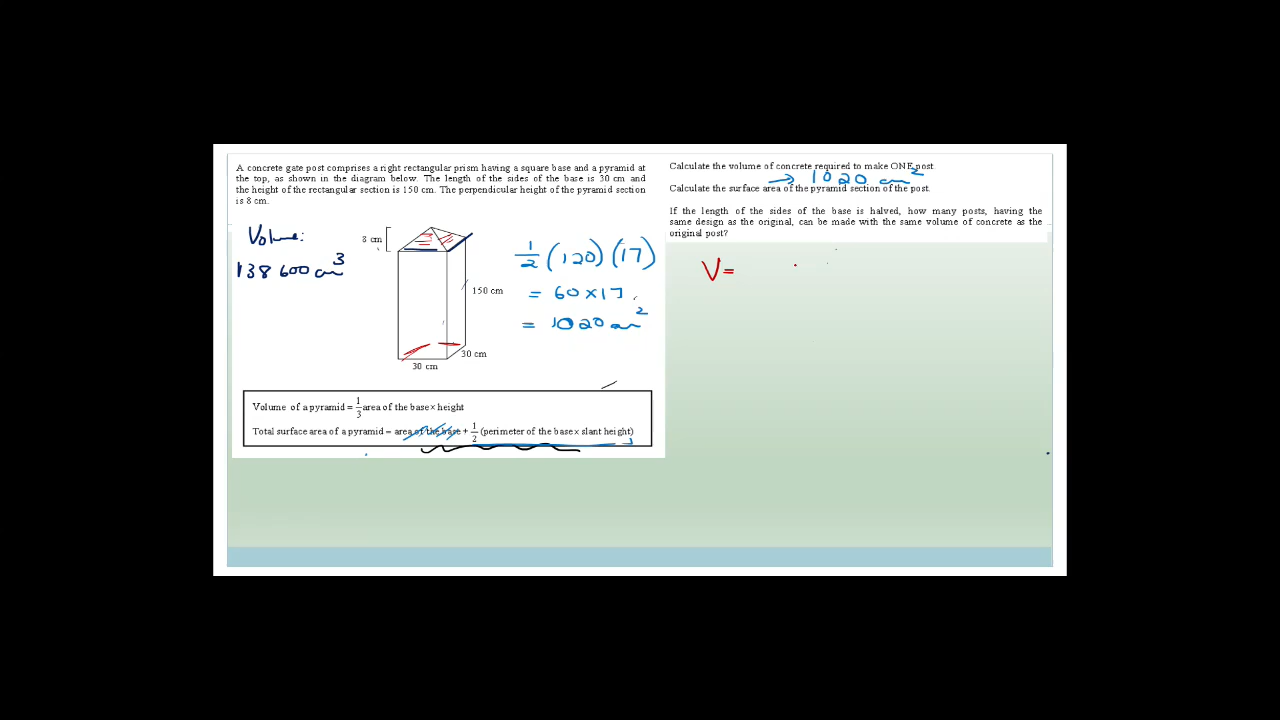 A concrete gate post comprises a right rectangular prism having a square base and a pyramid at
the top, as shown in the diagram below. The length of the sides of the base is 30 cm and
the height of the rectangular section is 150 cm. The perpendicular height of the pyramid section
is 8 cm.
Volume:
138 600 cm³
8 cm
150 cm
30 cm
30 cm
1/2 (120) (17)
= 60 × 17
= 1020 cm²
Volume of a pyramid = 1/3 area of the base × height
Total surface area of a pyramid = area of the base + 1/2 (perimeter of the base × slant height)
Calculate the volume of concrete required to make ONE post
→ 1020 cm²
Calculate the surface area of the pyramid section of the post.
If the length of the sides of the base is halved, how many posts, having the
same design as the original, can be made with the same volume of concrete as the
original post?
V=